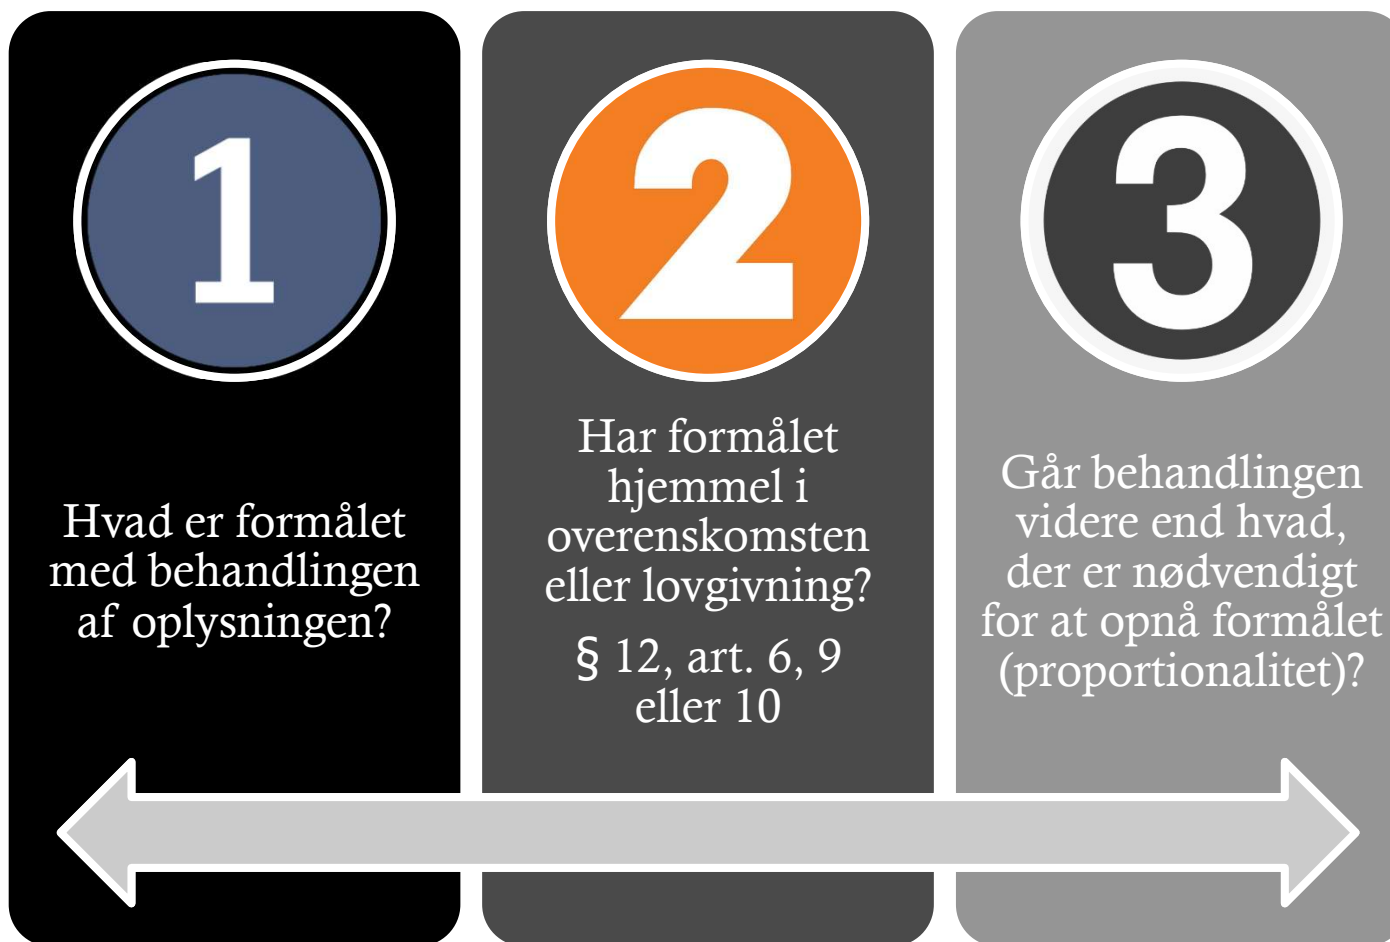 1
Hvad er formålet
med behandlingen
af oplysningen?
2
Har formålet
hjemmel i
overenskomsten
eller lovgivning?
§ 12, art. 6, 9
eller 10
3
Går behandlingen
videre end hvad,
der er nødvendigt
for at opnå formålet
(proportionalitet)?